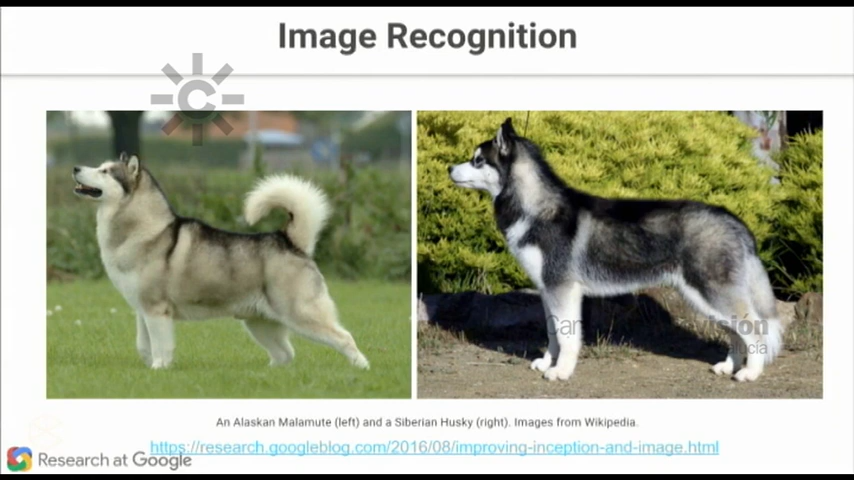 Image Recognition
C
An Alaskan Malamute (left) and a Siberian Husky (right). Images from Wikipedia.
https://research.googleblog.com/2016/08/improving-inception-and-image.html
Research at Google